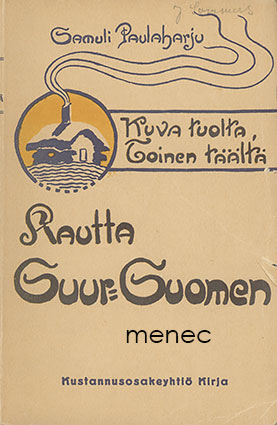 Samuli Paulaharju
Kuva tuolta,
Toinen täältä
Kautta
Suur=Suomen
menec
Kustannusosakeyhtiö Kirja